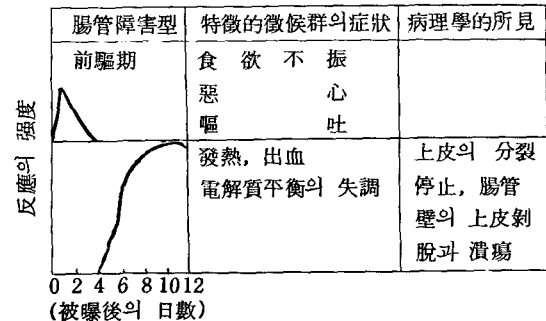 腸管障害型 特徵的徵候群의症狀 病理學的所見
前驅期 食欲不振
惡心
嘔吐
反應의 强度
發熱, 出血 上皮의 分裂
電解質平衡의 失調 停止, 腸管
壁의 上皮剝
脫과 潰瘍
0 2 4 6 8 10 12
(被曝後의 日數)